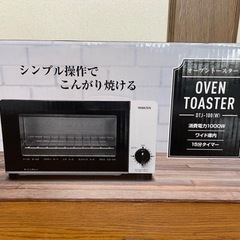 シンプル操作で
こんがり焼ける
オーブントースター
OVEN
TOASTER
DTJ-100(W)
消費電力1000W
ワイド庫内
15分タイマー